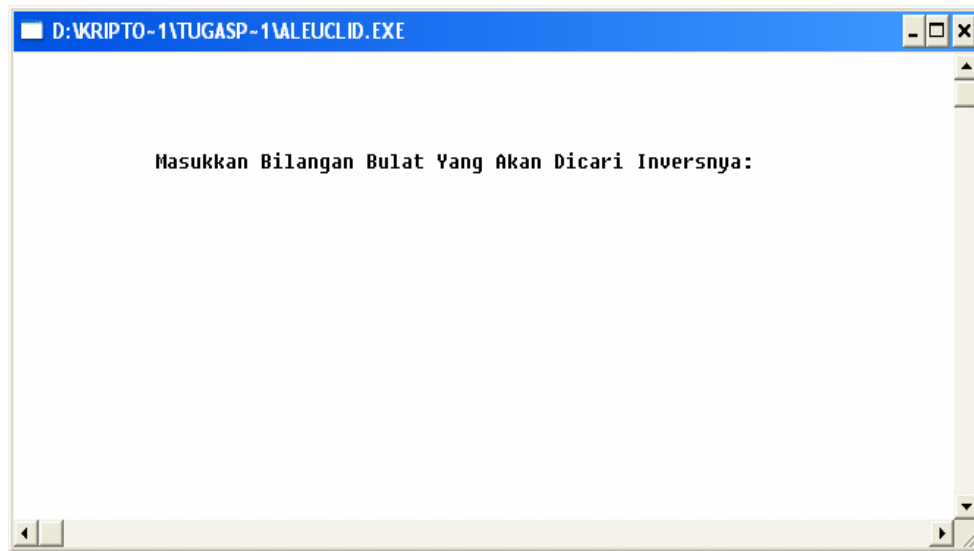 D:\KRIPTO~1\TUGASP~1\ALEUCLID.EXE
Masukkan Bilangan Bulat Yang Akan Dicari Inversnya: